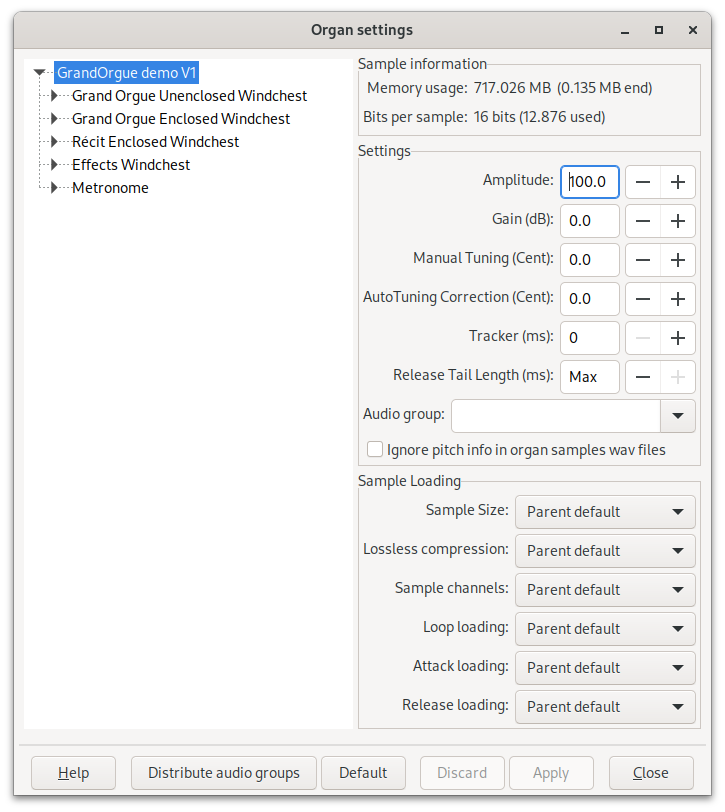 Organ settings
GrandOrgue demo V1
Grand Orgue Unenclosed Windchest
Grand Orgue Enclosed Windchest
Récit Enclosed Windchest
Effects Windchest
Metronome
Sample information
Memory usage: 717.026 MB (0.135 MB end)
Bits per sample: 16 bits (12.876 used)
Settings
Amplitude: 100.0
Gain (dB): 0.0
Manual Tuning (Cent): 0.0
AutoTuning Correction (Cent): 0.0
Tracker (ms): 0
Release Tail Length (ms): Max
Audio group:
Ignore pitch info in organ samples wav files
Sample Loading
Sample Size: Parent default
Lossless compression: Parent default
Sample channels: Parent default
Loop loading: Parent default
Attack loading: Parent default
Release loading: Parent default
Help Distribute audio groups Default Discard Apply Close